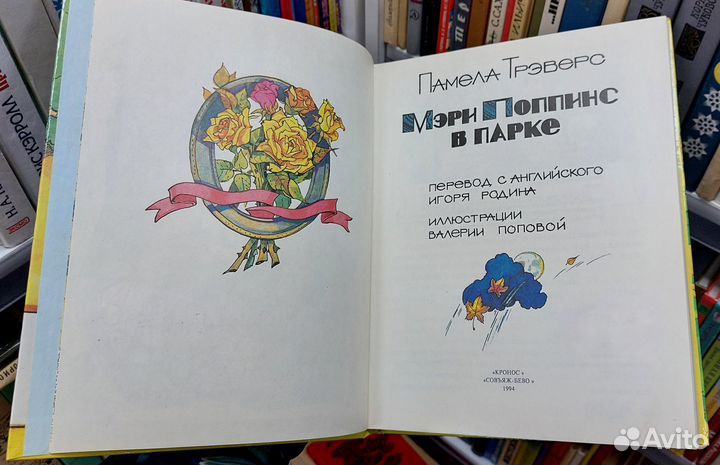 Памела Трэверс
Мэри Поппинс
в парке
перевод с английского
Игоря Родина
иллюстрации
Валерии Поповой
«КРОНОС»
«СОВЪЯЖ-БЕВО»
1994
Avito